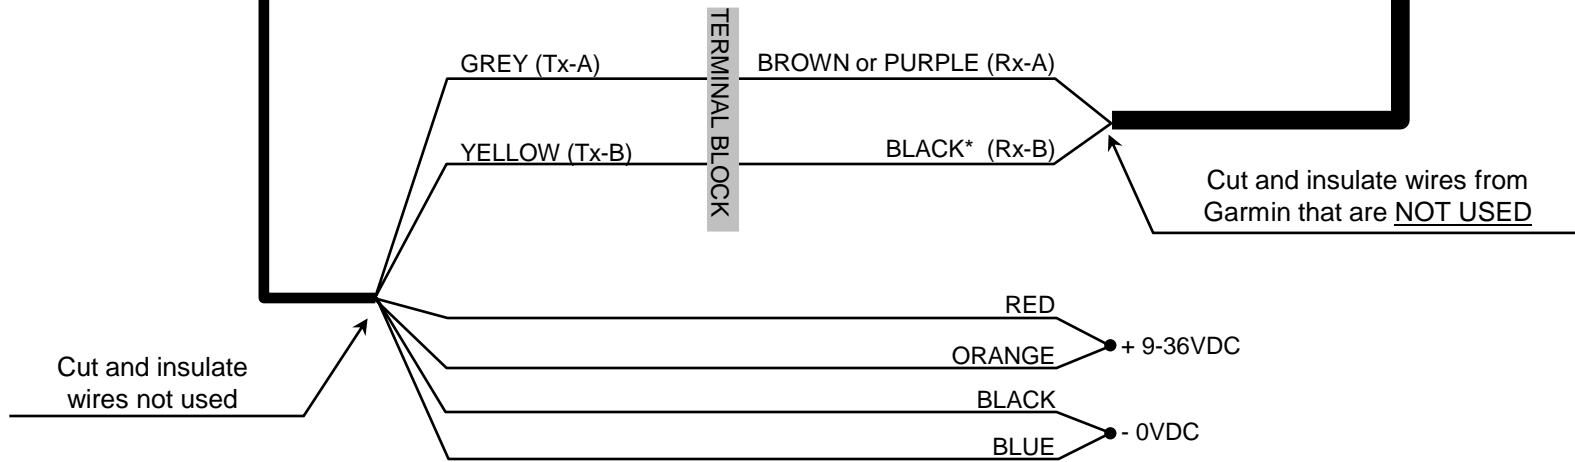 GREY (Tx-A)
TERMINAL BLOCK
BROWN or PURPLE (Rx-A)
YELLOW (Tx-B)
BLACK* (Rx-B)
Cut and insulate wires from
Garmin that are NOT USED
RED
ORANGE
+ 9-36VDC
Cut and insulate
wires not used
BLACK
BLUE
- 0VDC